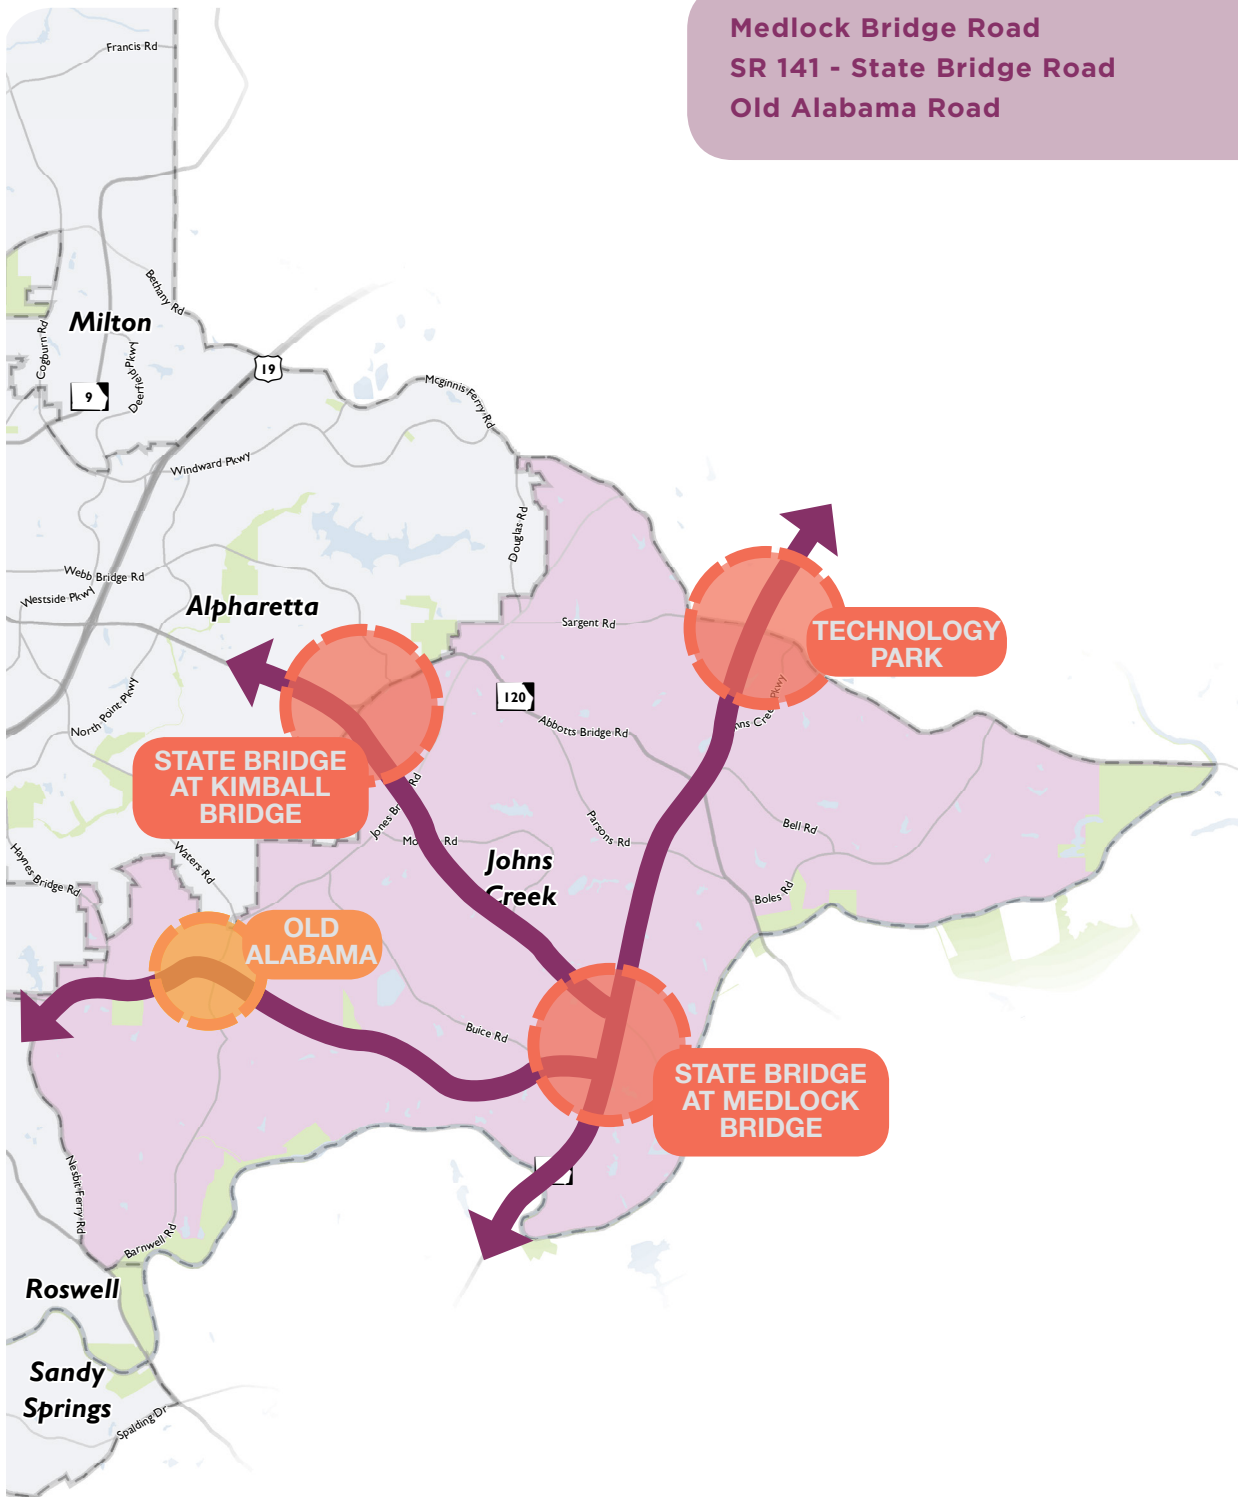 Medlock Bridge Road
SR 141 - State Bridge Road
Old Alabama Road
Francis Rd
Bethany Rd
Milton
Cogburn Rd
Deerfield Pkwy
19
9
Mcginnis Ferry Rd
Windward Pkwy
Douglas Rd
Webb Bridge Rd
Westside Pkwy
Alpharetta
Sargent Rd
TECHNOLOGY
PARK
120
North Point Pkwy
Abbotts Bridge Rd
Pkwy
STATE BRIDGE
AT KIMBALL
BRIDGE
Rd
Parsons Rd
Bell Rd
Rd
Haynes Bridge Rd
Waters Rd
Johns
Creek
Boles Rd
OLD
ALABAMA
Buice Rd
STATE BRIDGE
AT MEDLOCK
BRIDGE
Nesbit Ferry Rd
Barnwell Rd
Roswell
Sandy
Springs
Spalding Dr